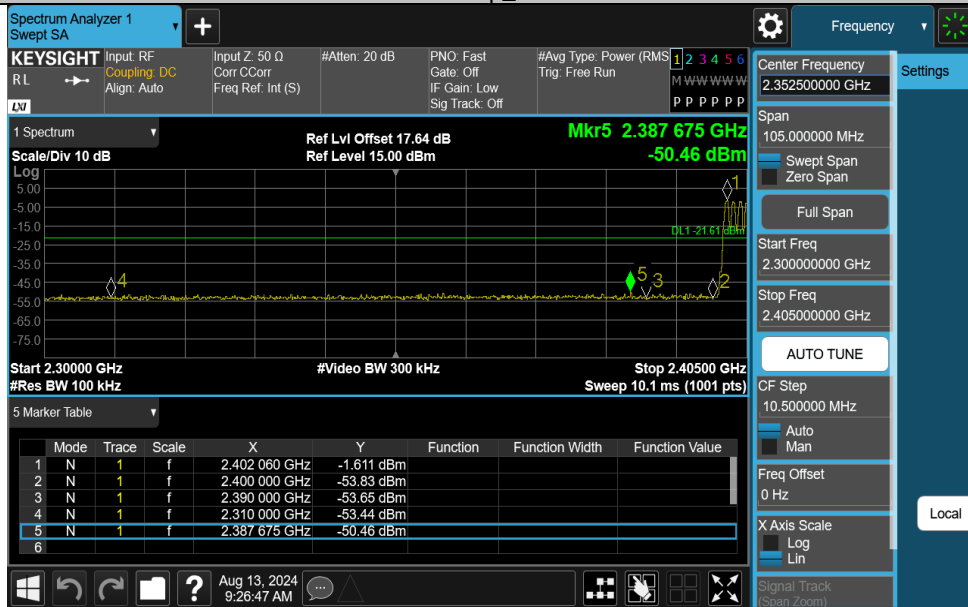 Spectrum Analyzer 1
Swept SA
+
Frequency
KEYSIGHT
RL
LXI
Input: RF
Coupling: DC
Align: Auto
Input Z: 50 Ω
Corr CCorr
Freq Ref: Int (S)
#Atten: 20 dB
PNO: Fast
Gate: Off
IF Gain: Low
Sig Track: Off
#Avg Type: Power (RMS
Trig: Free Run
1 2 3 4 5 6
M W W W W W
P P P P P P
1 Spectrum
Scale/Div 10 dB
Ref Lvl Offset 17.64 dB
Ref Level 15.00 dBm
Mkr5 2.387 675 GHz
-50.46 dBm
Log
5.00
-5.00
-15.0
-25.0
-35.0
-45.0
-55.0
-65.0
-75.0
1
DL1 -21.61 dBm
4
5
3
2
Start 2.30000 GHz
#Video BW 300 kHz
Stop 2.40500 GHz
#Res BW 100 kHz
Sweep 10.1 ms (1001 pts)
5 Marker Table
Mode Trace Scale X Y Function Function Width Function Value
1 N 1 f 2.402 060 GHz -1.611 dBm
2 N 1 f 2.400 000 GHz -53.83 dBm
3 N 1 f 2.390 000 GHz -53.65 dBm
4 N 1 f 2.310 000 GHz -53.44 dBm
5 N 1 f 2.387 675 GHz -50.46 dBm
6
?
Aug 13, 2024
9:26:47 AM
Center Frequency
2.352500000 GHz
Span
105.000000 MHz
Swept Span
Zero Span
Full Span
Start Freq
2.300000000 GHz
Stop Freq
2.405000000 GHz
AUTO TUNE
CF Step
10.500000 MHz
Auto
Man
Freq Offset
0 Hz
X Axis Scale
Log
Lin
Signal Track
(Span Zoom)
Settings
Local